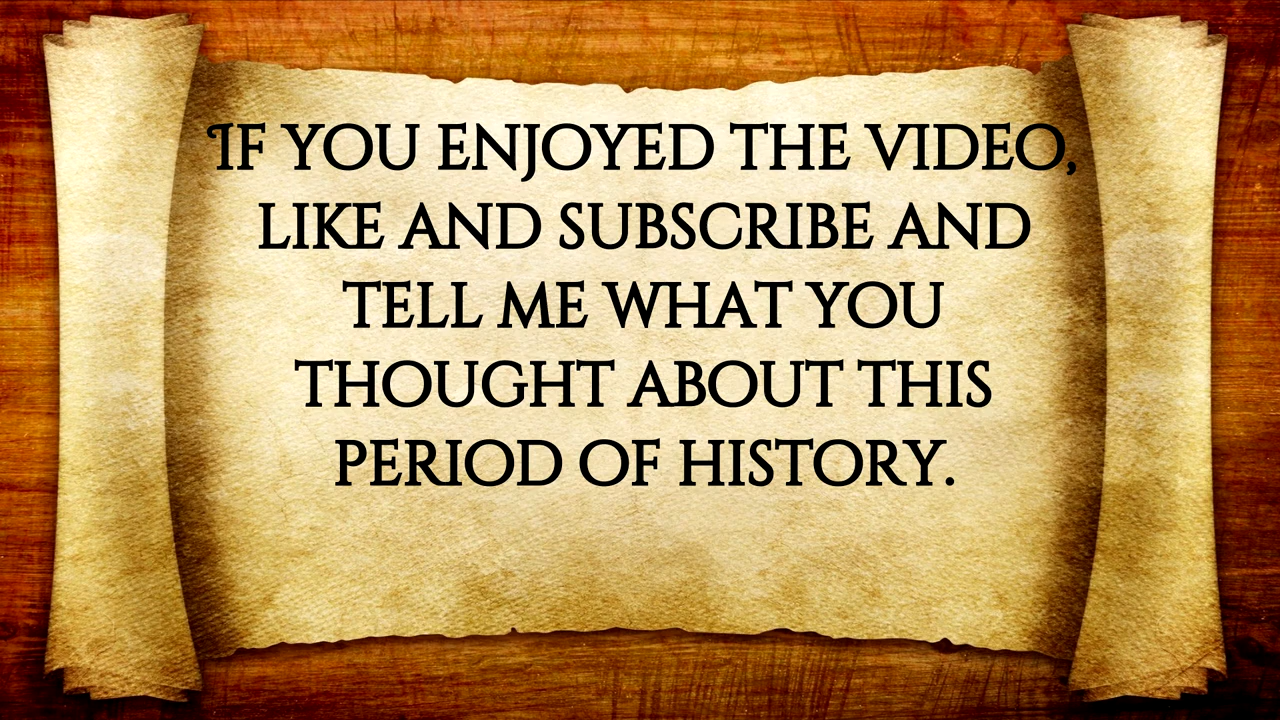 IF YOU ENJOYED THE VIDEO,
LIKE AND SUBSCRIBE AND
TELL ME WHAT YOU
THOUGHT ABOUT THIS
PERIOD OF HISTORY.